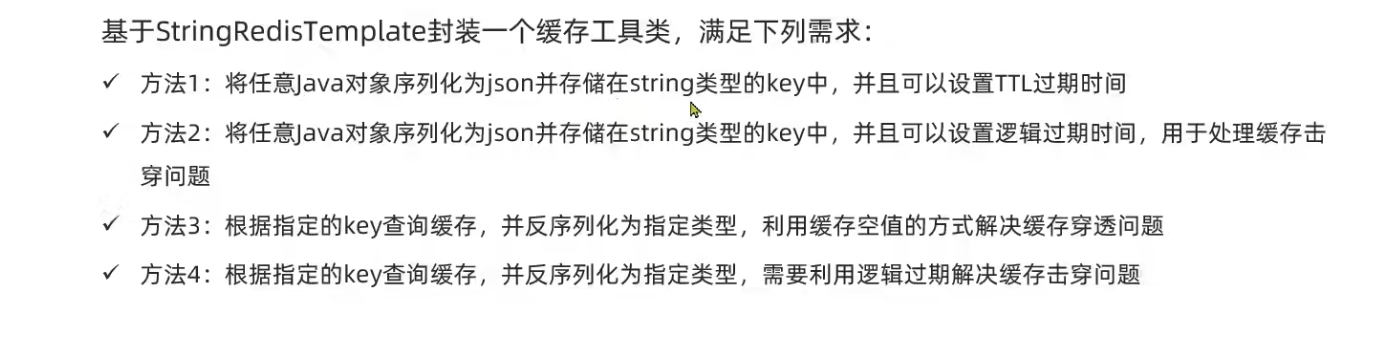 基于StringRedisTemplate封装一个缓存工具类，满足下列需求：
✓ 方法1：将任意Java对象序列化为json并存储在string类型的key中，并且可以设置TTL过期时间
✓ 方法2：将任意Java对象序列化为json并存储在string类型的key中，并且可以设置逻辑过期时间，用于处理缓存击
穿问题
✓ 方法3：根据指定的key查询缓存，并反序列化为指定类型，利用缓存空值的方式解决缓存穿透问题
✓ 方法4：根据指定的key查询缓存，并反序列化为指定类型，需要利用逻辑过期解决缓存击穿问题